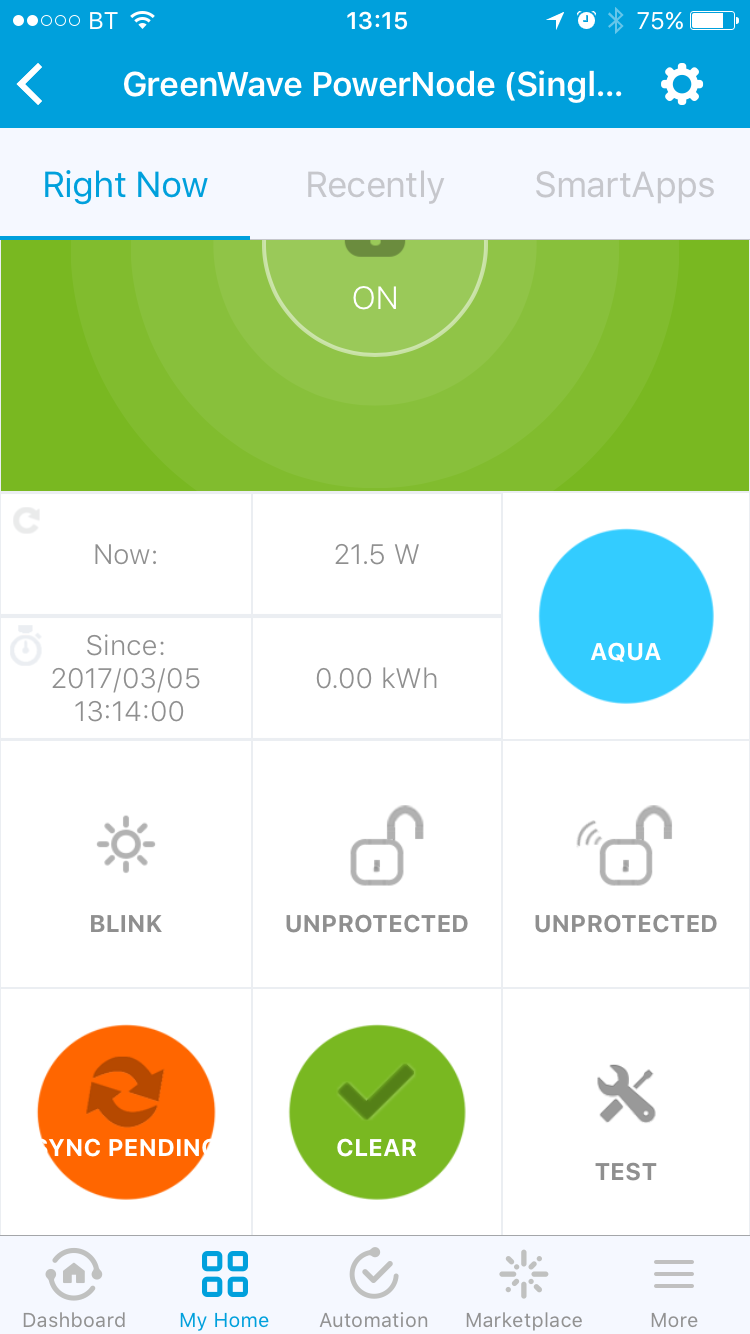 BT 13:15 75%
GreenWave PowerNode (Singl...
Right Now Recently SmartApps
ON
Now: 21.5 W
AQUA
Since:
2017/03/05
13:14:00
0.00 kWh
BLINK UNPROTECTED UNPROTECTED
SYNC PENDING CLEAR
TEST
Dashboard My Home Automation Marketplace More